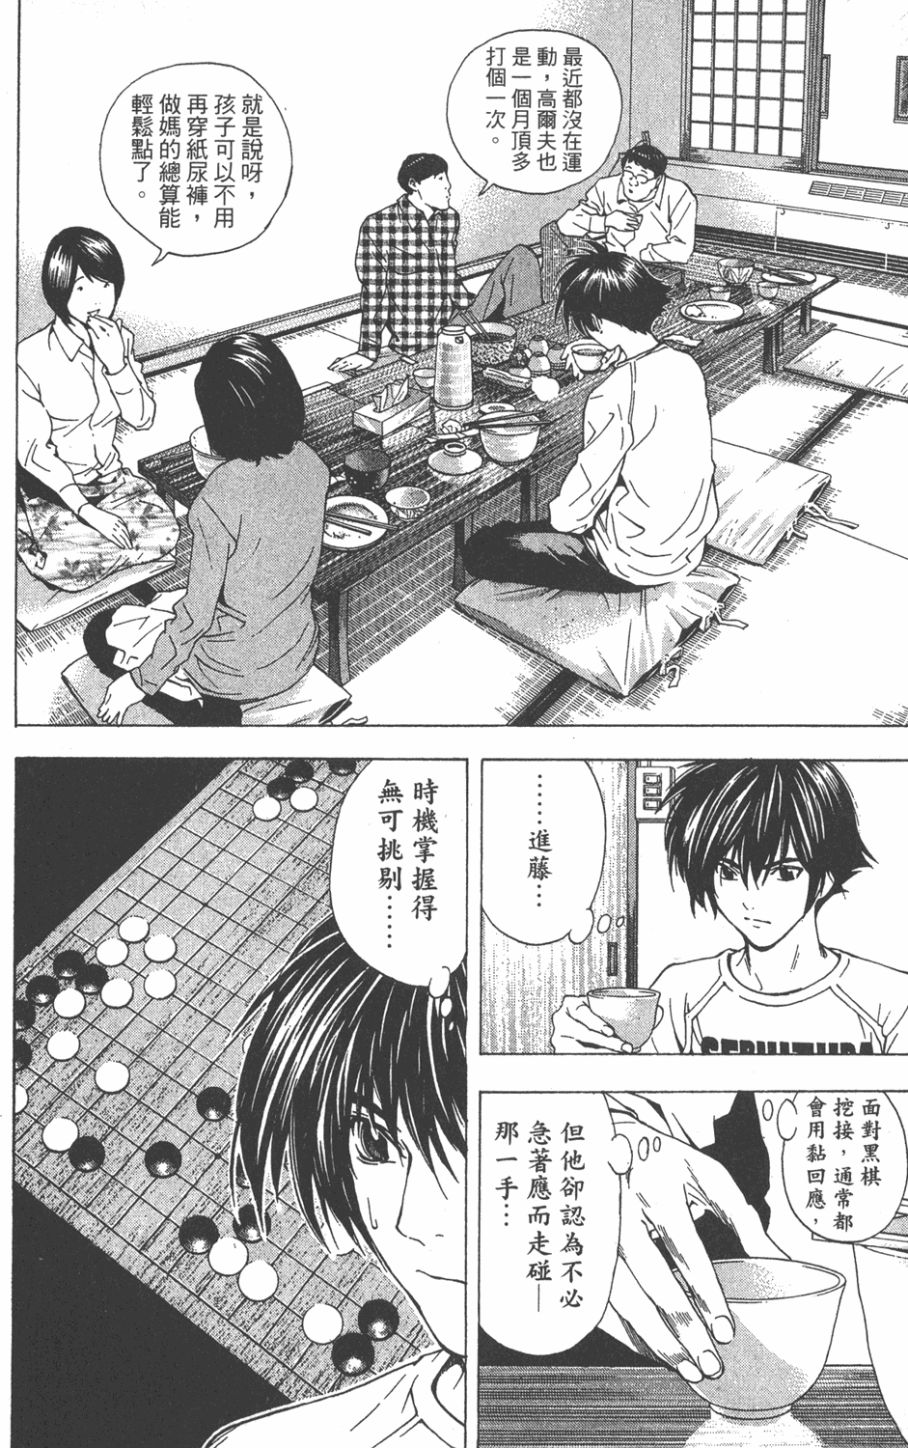 最近都沒在運
動，高爾夫也
是一個月頂多
打個一次。
就是說呀，
孩子可以不用
再穿紙尿褲，
做媽的總算能
輕鬆點了。
……進藤…
SEPULTURA
面對黑棋
挖接，通常都
會用黏回應，
但他卻認為不必
急著應而走碰—
那一手…
時機掌握得
無可挑剔……